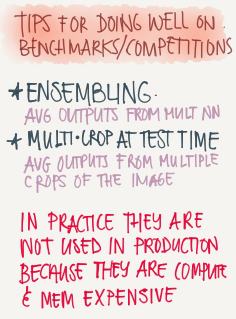 TIPS FOR DOING WELL ON
BENCHMARKS/COMPETITIONS
* ENSEMBLING.
AVG OUTPUTS FROM MULT NN
* MULTI-CROP AT TEST TIME
AVG OUTPUTS FROM MULTIPLE
CROPS OF THE IMAGE
IN PRACTICE THEY ARE
NOT USED IN PRODUCTION
BECAUSE THEY ARE COMPUTE
& MEM EXPENSIVE